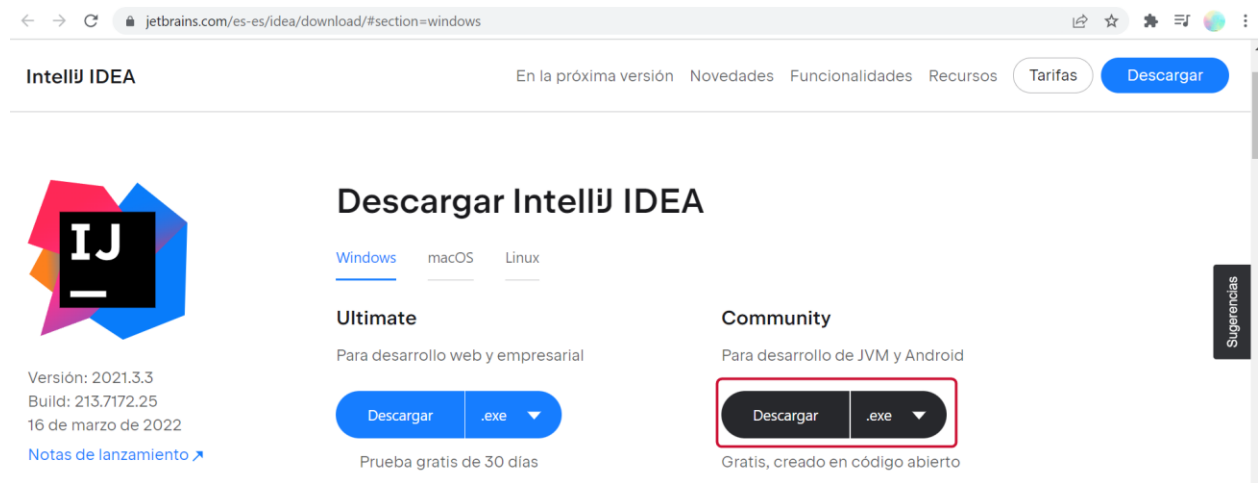 jetbrains.com/es-es/idea/download/#section=windows
IntelliJ IDEA
En la próxima versión Novedades Funcionalidades Recursos Tarifas Descargar
IJ
Descargar IntelliJ IDEA
Windows macOS Linux
Ultimate
Para desarrollo web y empresarial
Descargar .exe
Prueba gratis de 30 días
Community
Para desarrollo de JVM y Android
Descargar .exe
Gratis, creado en código abierto
Versión: 2021.3.3
Build: 213.7172.25
16 de marzo de 2022
Notas de lanzamiento ↗
Sugerencias